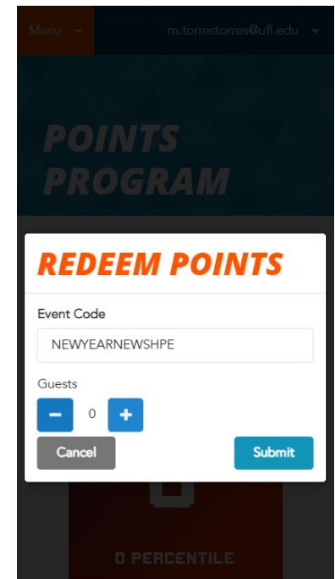 Menu
m.torrestorres@ufl.edu
POINTS
PROGRAM
REDEEM POINTS
Event Code
NEWYEARNEWSHPE
Guests
0
Cancel
Submit
0 PERCENTILE